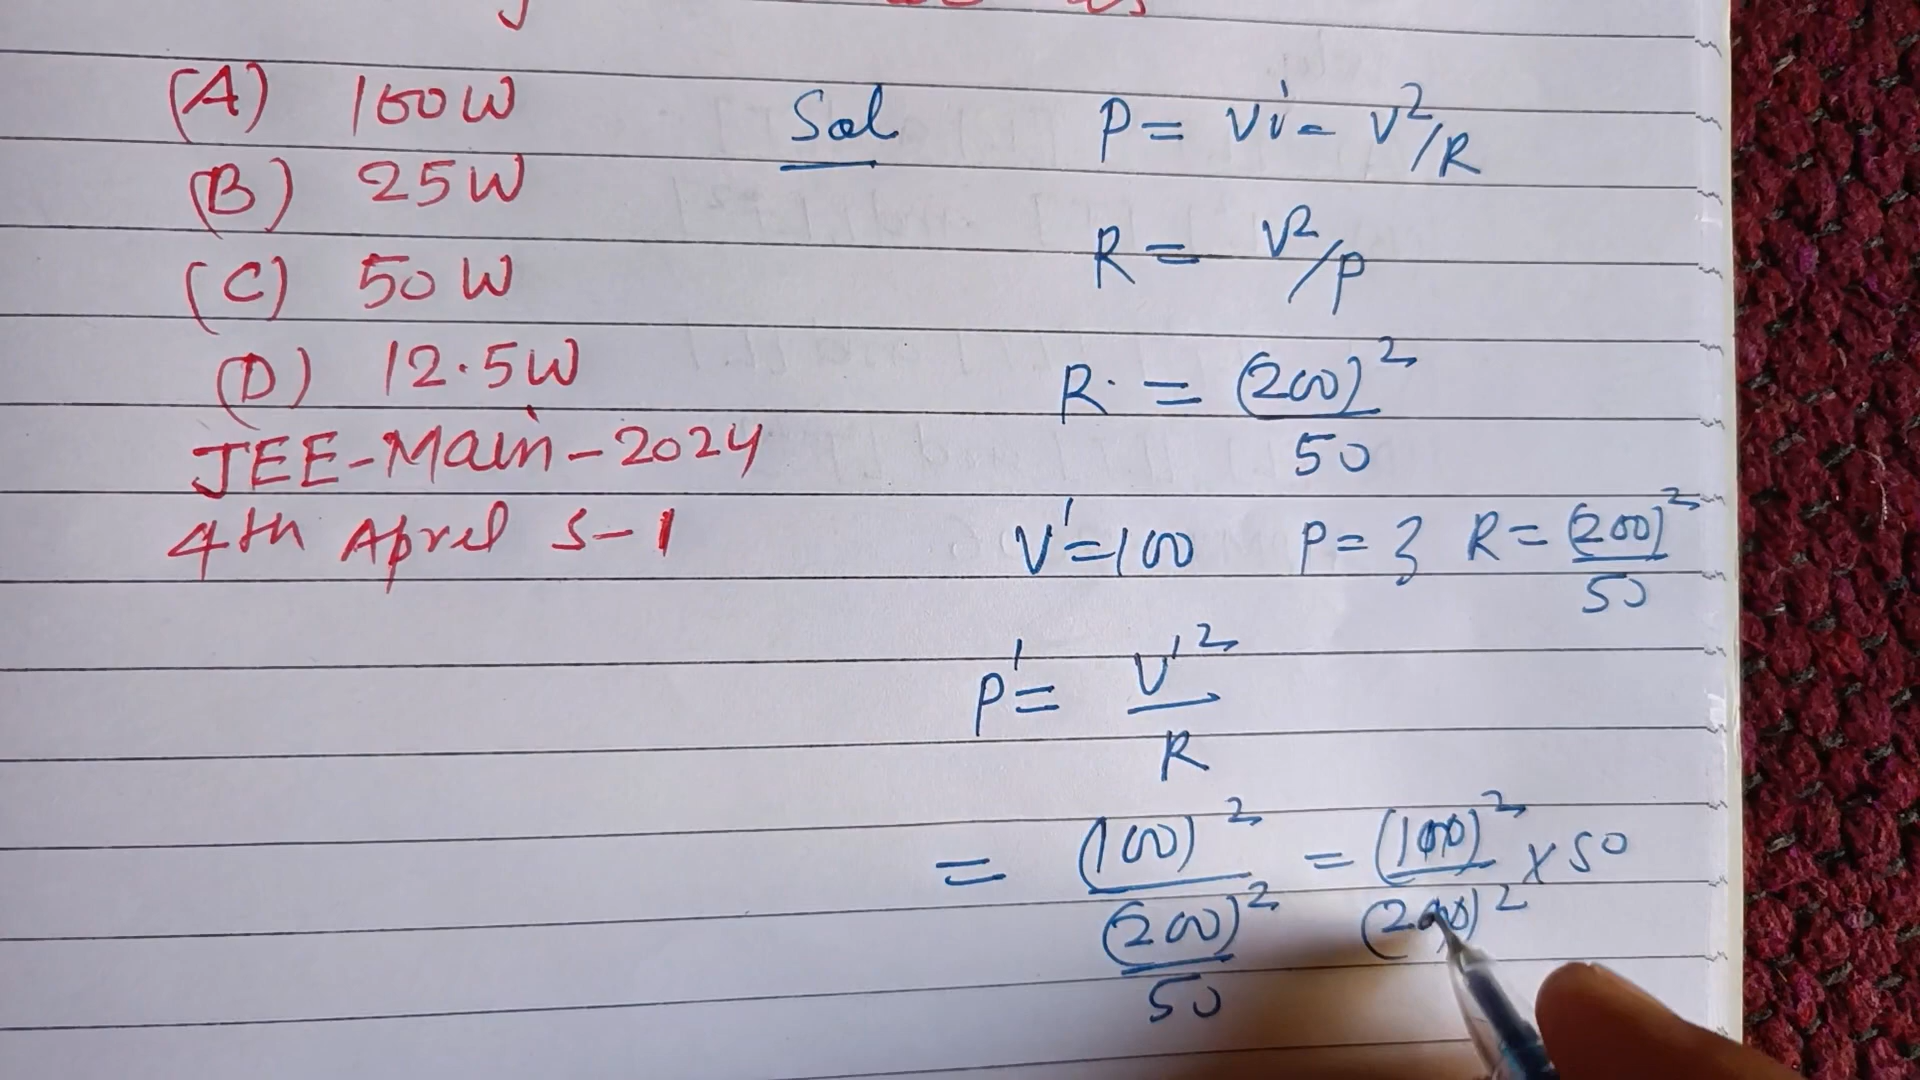 (A) 100W
(B) 25W
(C) 50W
(D) 12.5W
JEE-Main-2024
4th April S-1
Sol P = Vi = V²/R
R = V²/P
R = (200)²/50
V' = 100 P = ? R = (200)²/50
P' = V'²/R
= (100)²/((200)²/50) = (100)²/(200)² × 50